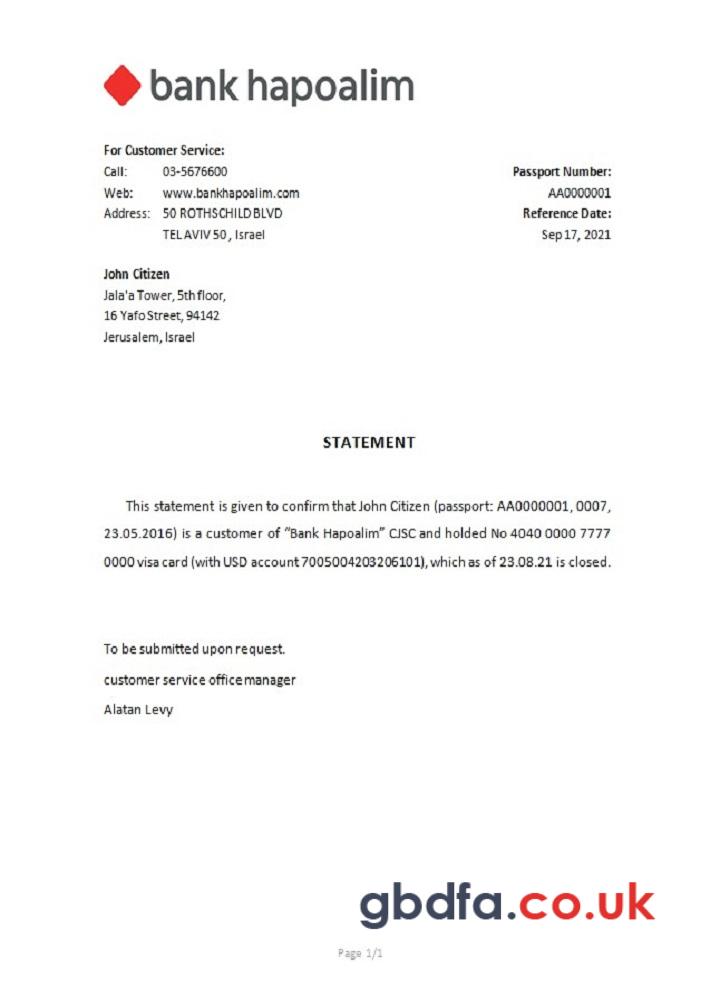 bank hapoalim
For Customer Service:
Call: 03-5676600
Web: www.bankhapoalim.com
Address: 50 ROTHSCHILD BLVD
TEL AVIV 50, Israel
Passport Number:
AA0000001
Reference Date:
Sep 17, 2021
John Citizen
Jala'a Tower, 5th floor,
16 Yafo Street, 94142
Jerusalem, Israel
STATEMENT
This statement is given to confirm that John Citizen (passport: AA0000001, 0007,
23.05.2016) is a customer of "Bank Hapoalim" CJSC and holded No 4040 0000 7777
0000 visa card (with USD account 7005004203206101), which as of 23.08.21 is closed.
To be submitted upon request.
customer service office manager
Alatan Levy
gbdfa.co.uk
Page 1/1